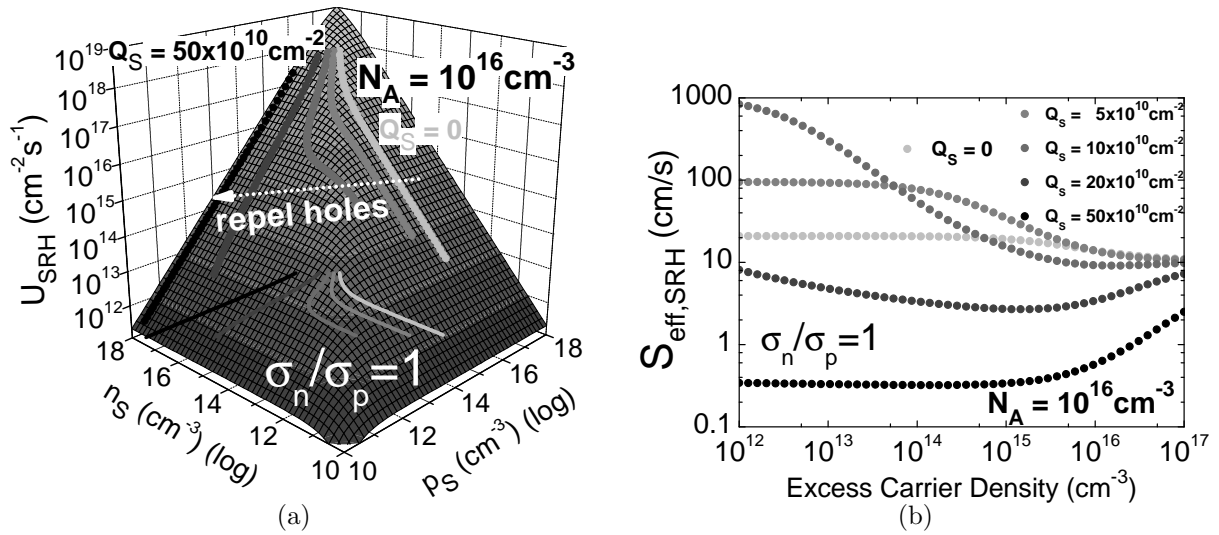 Q_S = 50x10^10 cm^-2
N_A = 10^16 cm^-3
Q_S = 0
repel holes
σ_n/σ_p=1
U_SRH (cm^-2 s^-1)
10^19
10^18
10^17
10^16
10^15
10^14
10^13
10^12
18
16
14
12
10
n_S (cm^-3) (log)
10
12
14
16
18
p_S (cm^-3) (log)
(a)
S_eff,SRH (cm/s)
1000
100
10
1
0.1
Q_S = 0
Q_S = 5x10^10 cm^-2
Q_S = 10x10^10 cm^-2
Q_S = 20x10^10 cm^-2
Q_S = 50x10^10 cm^-2
σ_n/σ_p=1
N_A = 10^16 cm^-3
10^12 10^13 10^14 10^15 10^16 10^17
Excess Carrier Density (cm^-3)
(b)